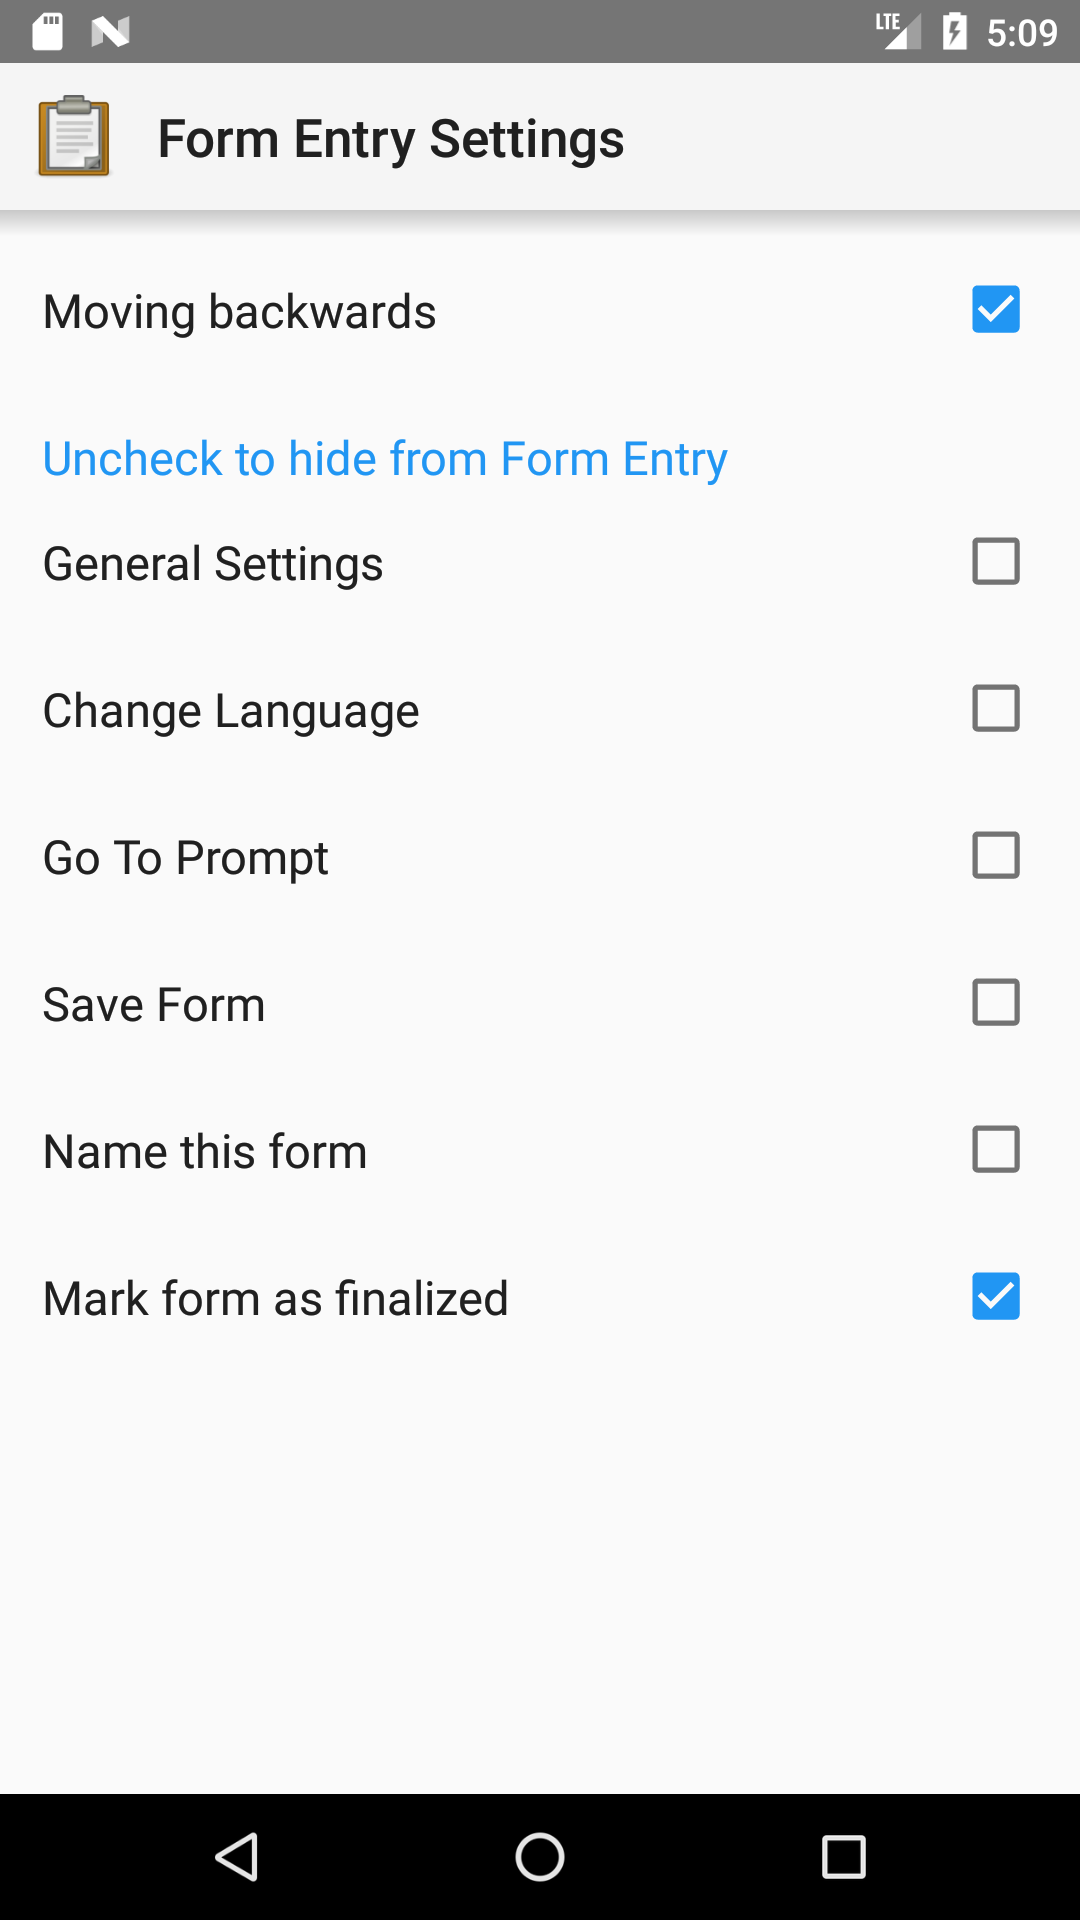 LTE 5:09
Form Entry Settings
Moving backwards
Uncheck to hide from Form Entry
General Settings
Change Language
Go To Prompt
Save Form
Name this form
Mark form as finalized